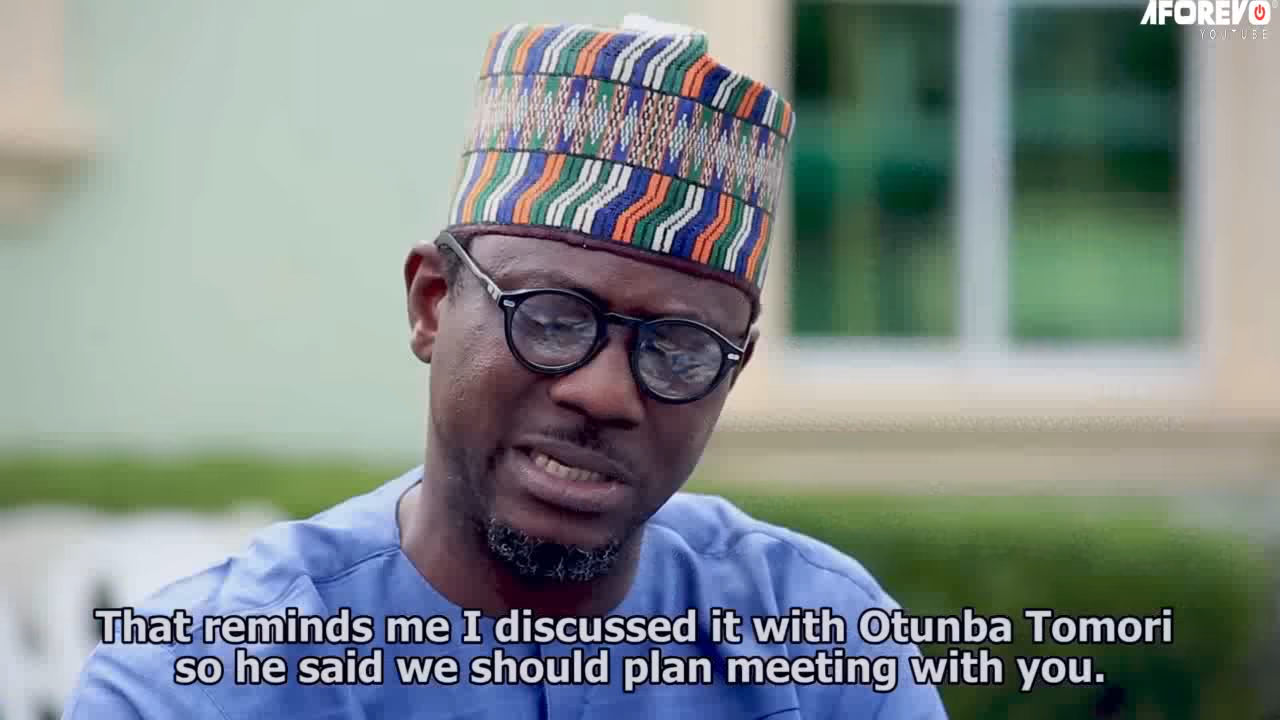 AFOREVO
YOUTUBE
That reminds me I discussed it with Otunba Tomori
so he said we should plan meeting with you.